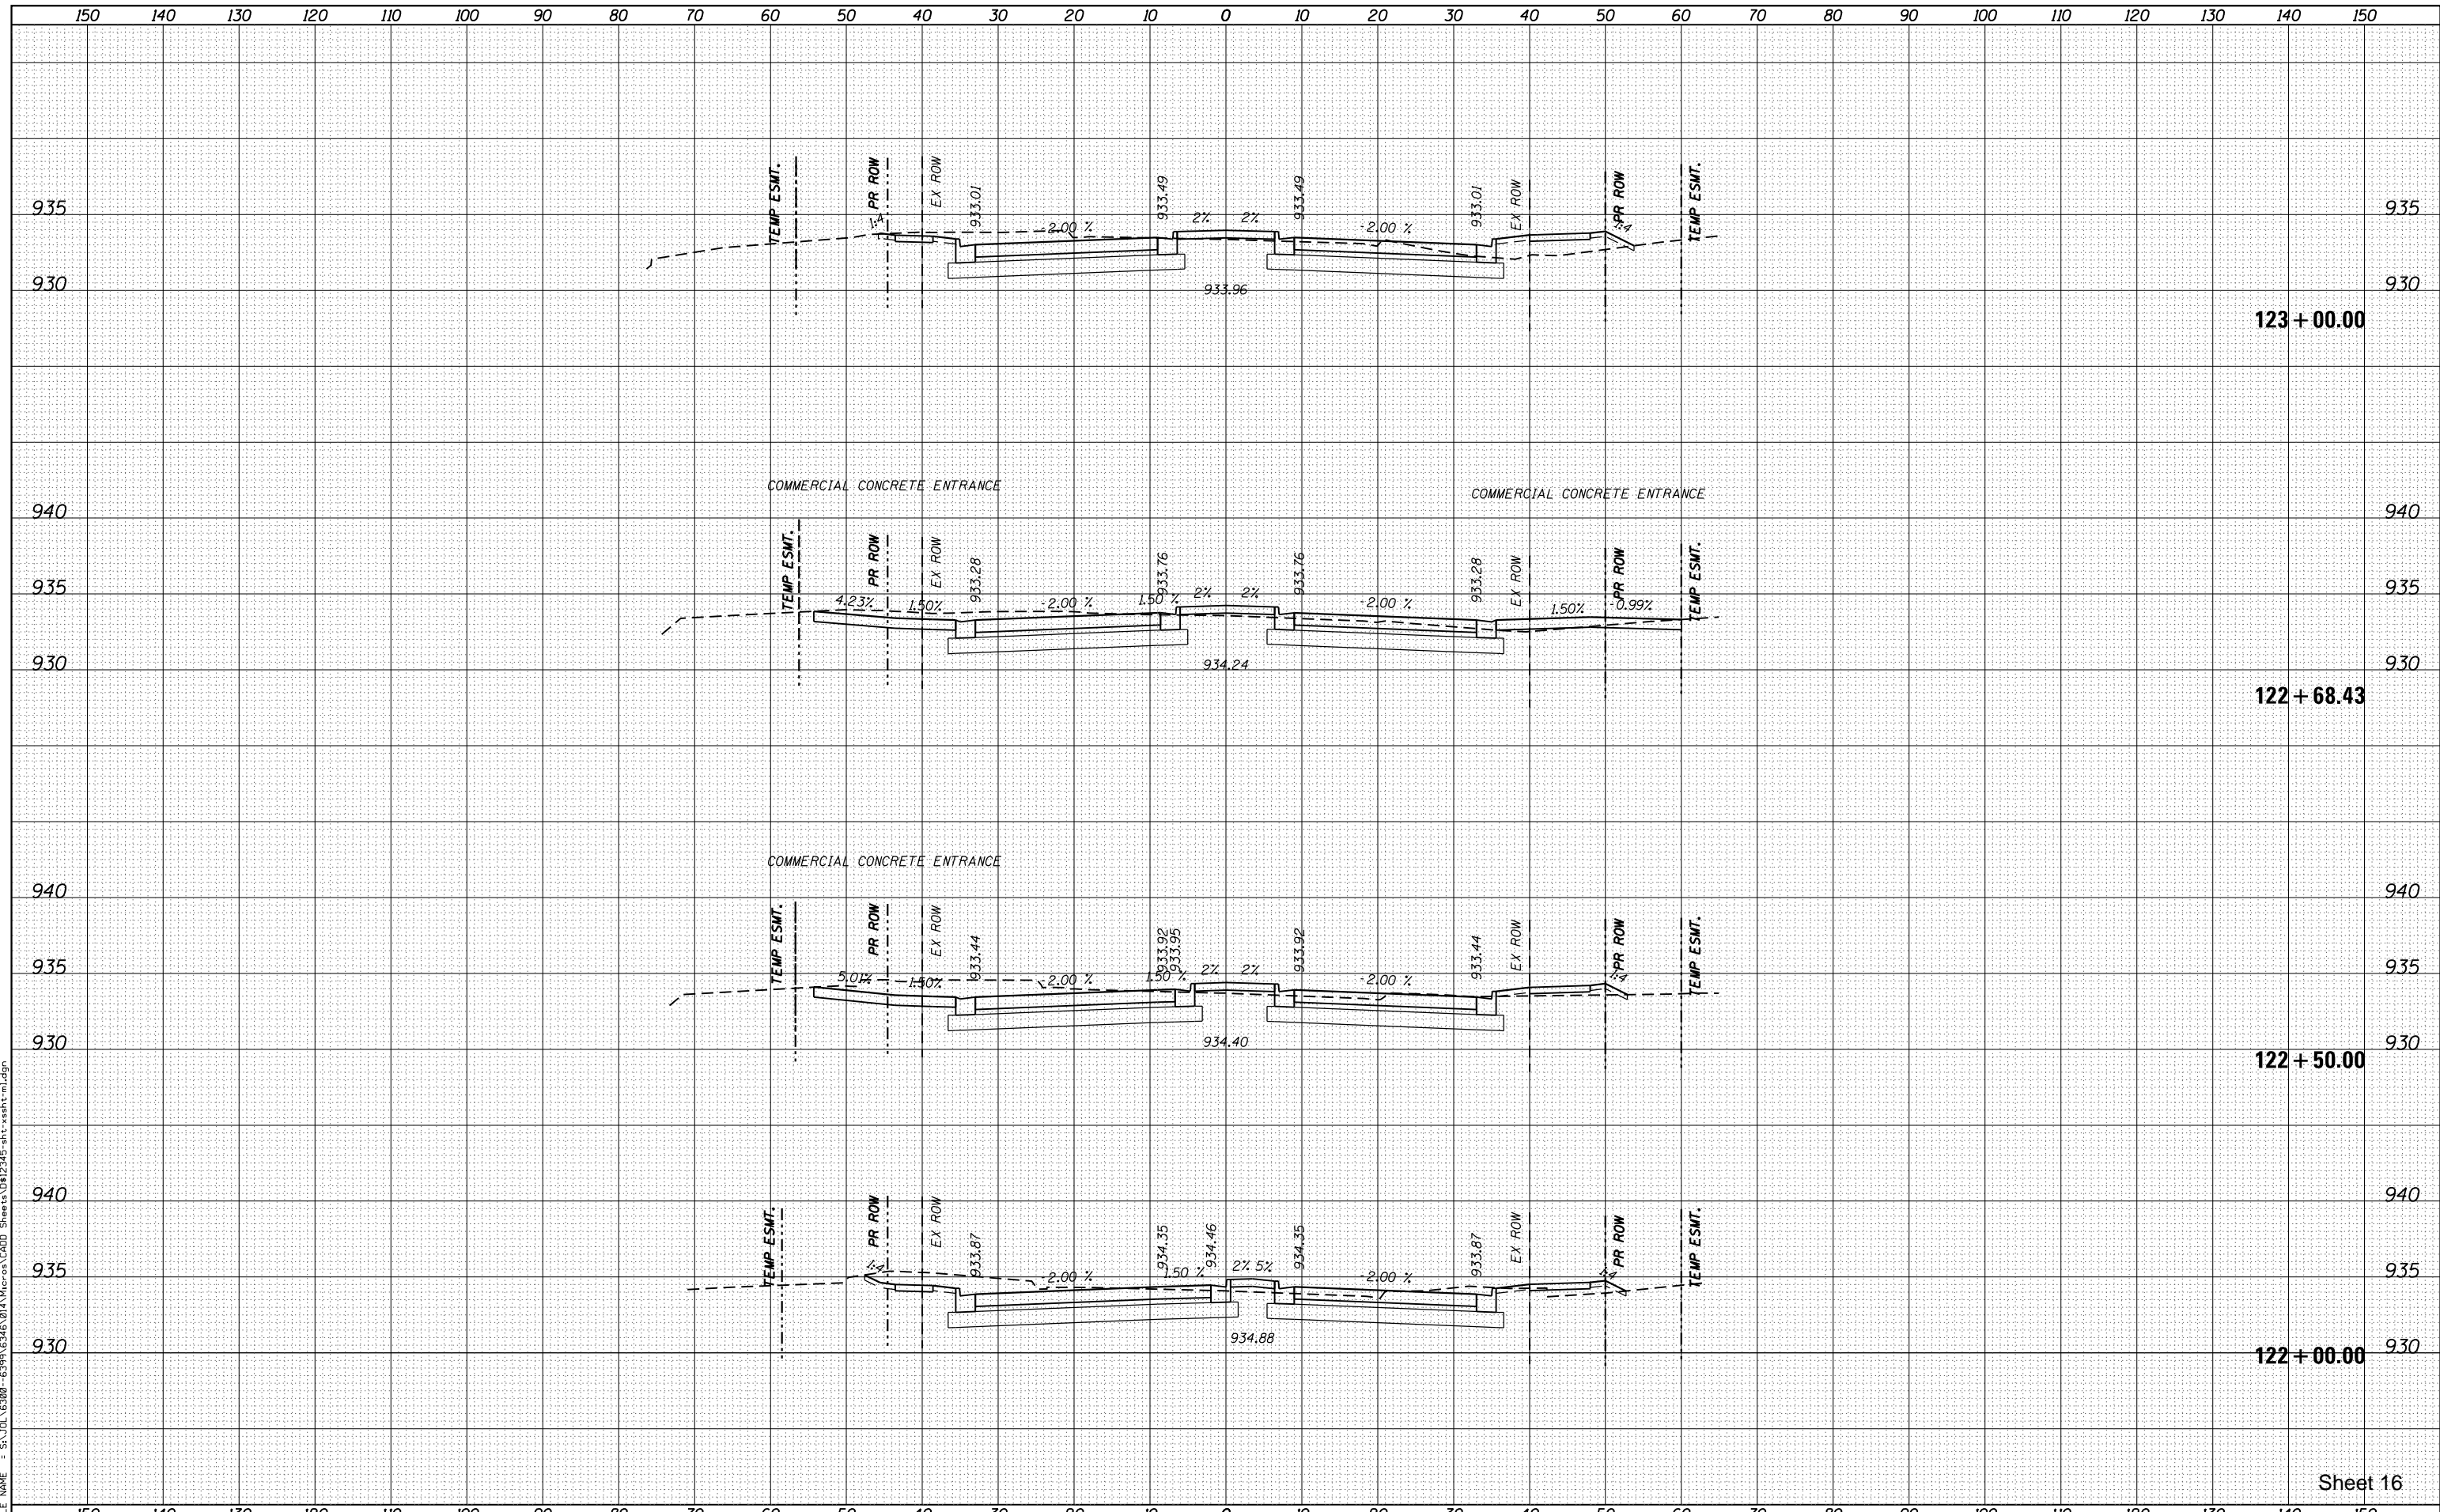 150 140 130 120 110 100 90 80 70 60 50 40 30 20 10 0 10 20 30 40 50 60 70 80 90 100 110 120 130 140 150
TEMP ESMT. PR ROW EX ROW 933.01 933.49 933.49 933.01 EX ROW PR ROW TEMP ESMT.
935 1:4 -2.00 % 2% 2% -2.00 % 1:4 935
930 933.96 930
123+00.00
COMMERCIAL CONCRETE ENTRANCE COMMERCIAL CONCRETE ENTRANCE
940 940
TEMP ESMT. PR ROW EX ROW 933.28 933.76 933.76 933.28 EX ROW PR ROW TEMP ESMT.
935 4.23% 1.50% -2.00 % 1.50 % 2% 2% -2.00 % 1.50% -0.99% 935
930 934.24 930
122+68.43
COMMERCIAL CONCRETE ENTRANCE
940 940
TEMP ESMT. PR ROW EX ROW 933.44 933.92 933.95 933.92 933.44 EX ROW PR ROW TEMP ESMT.
935 5.01% 1.50% -2.00 % 1.50 % 2% 2% -2.00 % 1:4 935
930 934.40 930
122+50.00
940 940
TEMP ESMT. PR ROW EX ROW 933.87 934.35 934.46 934.35 933.87 EX ROW PR ROW TEMP ESMT.
935 1:4 -2.00 % 1.50 % 2% 5% -2.00 % 1:4 935
930 934.88 930
122+00.00
Sheet 16